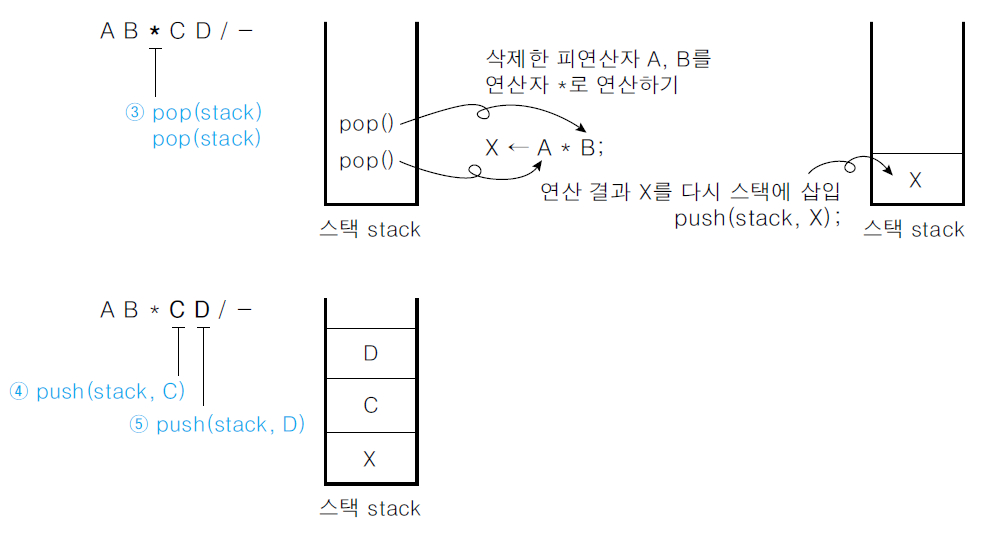 A B * C D / −
③ pop(stack)
pop(stack)
pop()
pop()
스택 stack
삭제한 피연산자 A, B를
연산자 *로 연산하기
X ← A * B;
연산 결과 X를 다시 스택에 삽입
push(stack, X);
X
스택 stack
A B * C D / −
④ push(stack, C)
⑤ push(stack, D)
D
C
X
스택 stack